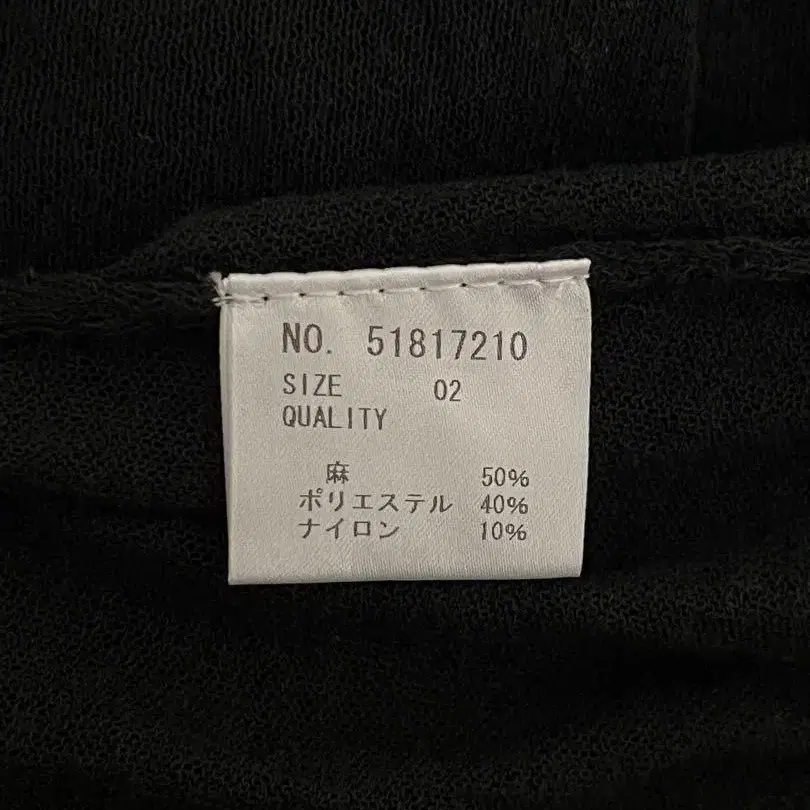 NO. 51817210
SIZE 02
QUALITY
麻 50%
ポリエステル 40%
ナイロン 10%